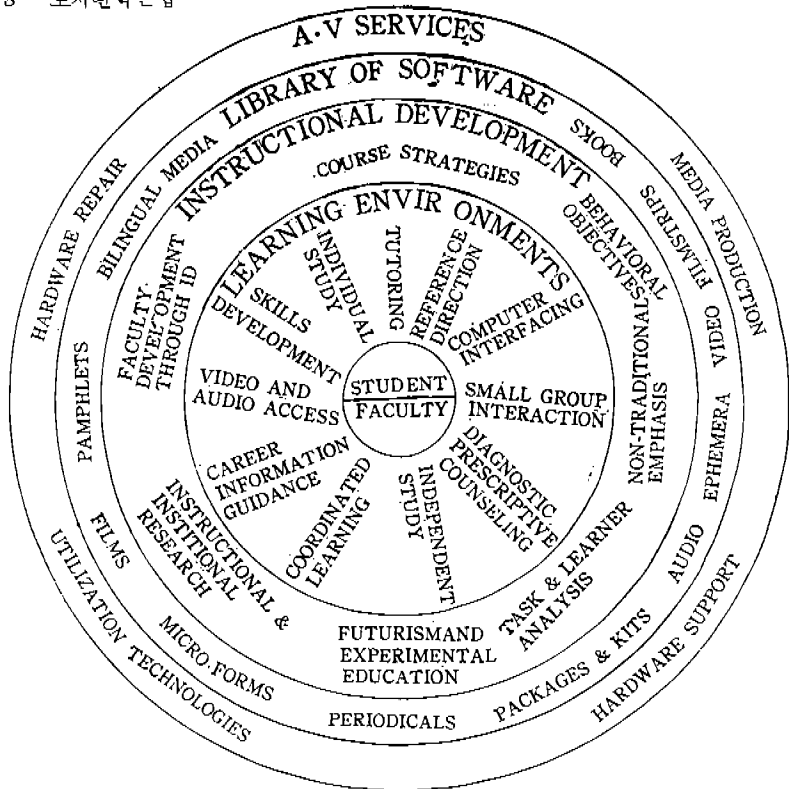 A·V SERVICES
LIBRARY OF SOFTWARE
INSTRUCTIONAL DEVELOPMENT
LEARNING ENVIR ONMENTS
STUDENT
FACULTY
TUTORING
REFERENCE
DIRECTION
COMPUTER
INTERFACING
SMALL GROUP
INTERACTION
DIAGNOSTIC
PRESCRIPTIVE
COUNSELING
INDEPENDENT
STUDY
COORDINATED
LEARNING
CAREER
INFORMATION
GUIDANCE
VIDEO AND
AUDIO ACCESS
SKILLS
DEVELOPMENT
INDIVIDUAL
STUDY
COURSE STRATEGIES
BEHAVIORAL
OBJECTIVES
NON-TRADITIONAL
EMPHASIS
TASK & LEARNER
ANALYSIS
FUTURISMAND
EXPERIMENTAL
EDUCATION
INSTRUCTIONAL &
INSTITIONAL
RESEARCH
FACULTY
DEVELOPMENT
THROUGH ID
BOOKS
FILMSTRIPS
VIDEO
EPHEMERA
AUDIO
PACKAGES & KITS
PERIODICALS
MICRO.FORMS
FILMS
PAMPHLETS
BILINGUAL MEDIA
MEDIA PRODUCTION
HARDWARE SUPPORT
UTILIZATION TECHNOLOGIES
HARDWARE REPAIR